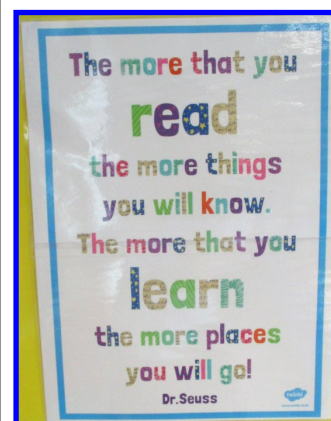 The more that you
read
the more things
you will know.
The more that you
learn
the more places
you will go!
Dr.Seuss
twinkl